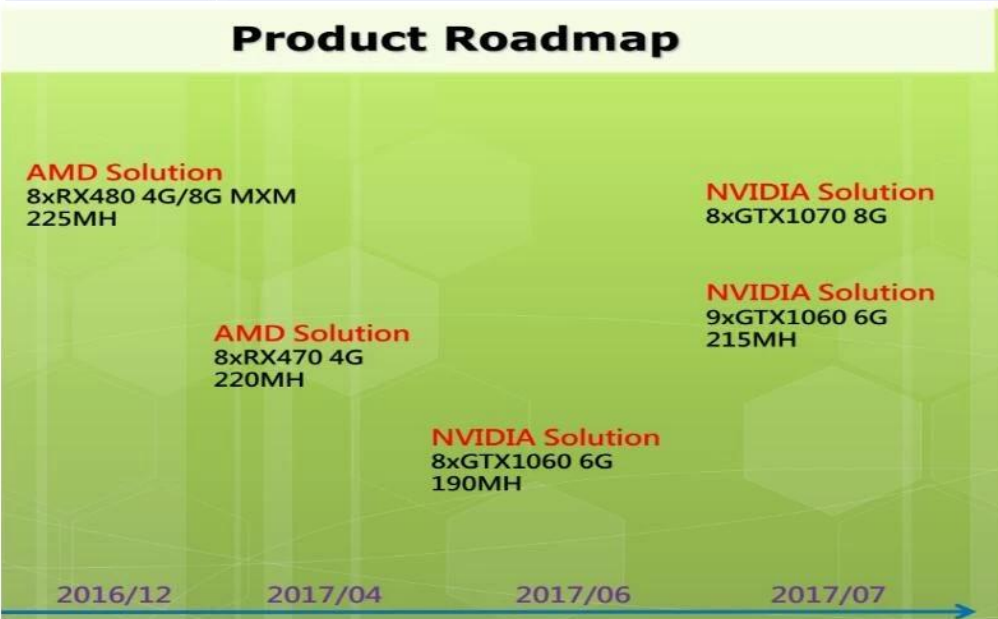 Product Roadmap
AMD Solution
8xRX480 4G/8G MXM
225MH
AMD Solution
8xRX470 4G
220MH
NVIDIA Solution
8xGTX1060 6G
190MH
NVIDIA Solution
8xGTX1070 8G
NVIDIA Solution
9xGTX1060 6G
215MH
2016/12
2017/04
2017/06
2017/07